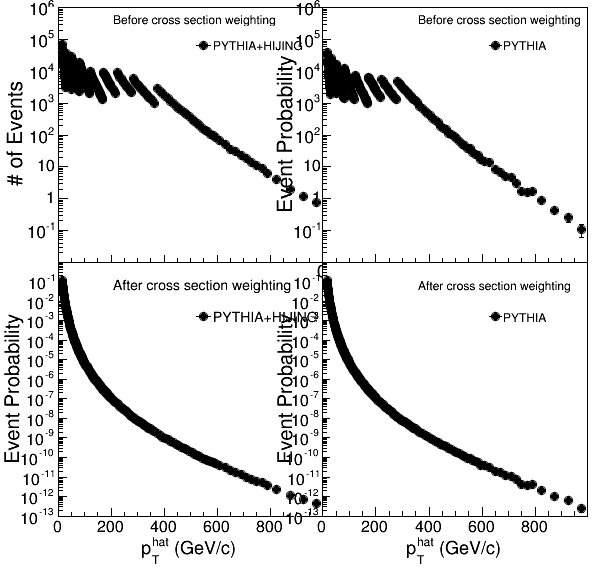 Before cross section weighting
PYTHIA+HIJING
# of Events
10^6
10^5
10^4
10^3
10^2
10
1
10^-1
Before cross section weighting
PYTHIA
Event Probability
10^6
10^5
10^4
10^3
10^2
10
1
10^-1
After cross section weighting
PYTHIA+HIJING
Event Probability
10^-1
10^-2
10^-3
10^-4
10^-5
10^-6
10^-7
10^-8
10^-9
10^-10
10^-11
10^-12
10^-13
0 200 400 600 800
p_T^hat (GeV/c)
0
After cross section weighting
PYTHIA
Event Probability
10^-1
10^-2
10^-3
10^-4
10^-5
10^-6
10^-7
10^-8
10^-9
10^-10
10^-11
10^-12
10^-13
0 200 400 600 800
p_T^hat (GeV/c)